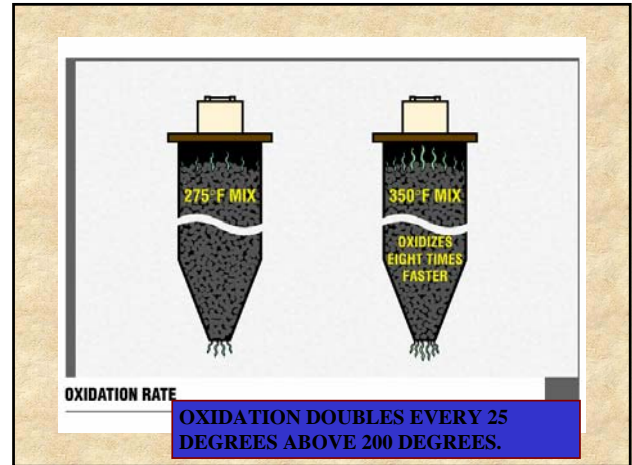 275°F MIX
350°F MIX
OXIDIZES
EIGHT TIMES
FASTER
OXIDATION RATE
OXIDATION DOUBLES EVERY 25
DEGREES ABOVE 200 DEGREES.